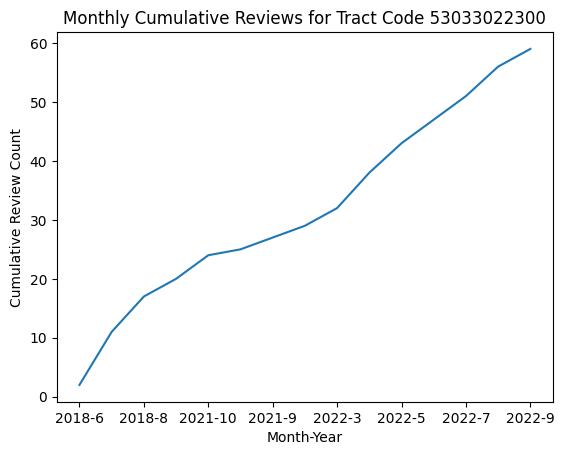 Monthly Cumulative Reviews for Tract Code 53033022300
Cumulative Review Count
60
50
40
30
20
10
0
2018-6 2018-8 2021-10 2021-9 2022-3 2022-5 2022-7 2022-9
Month-Year